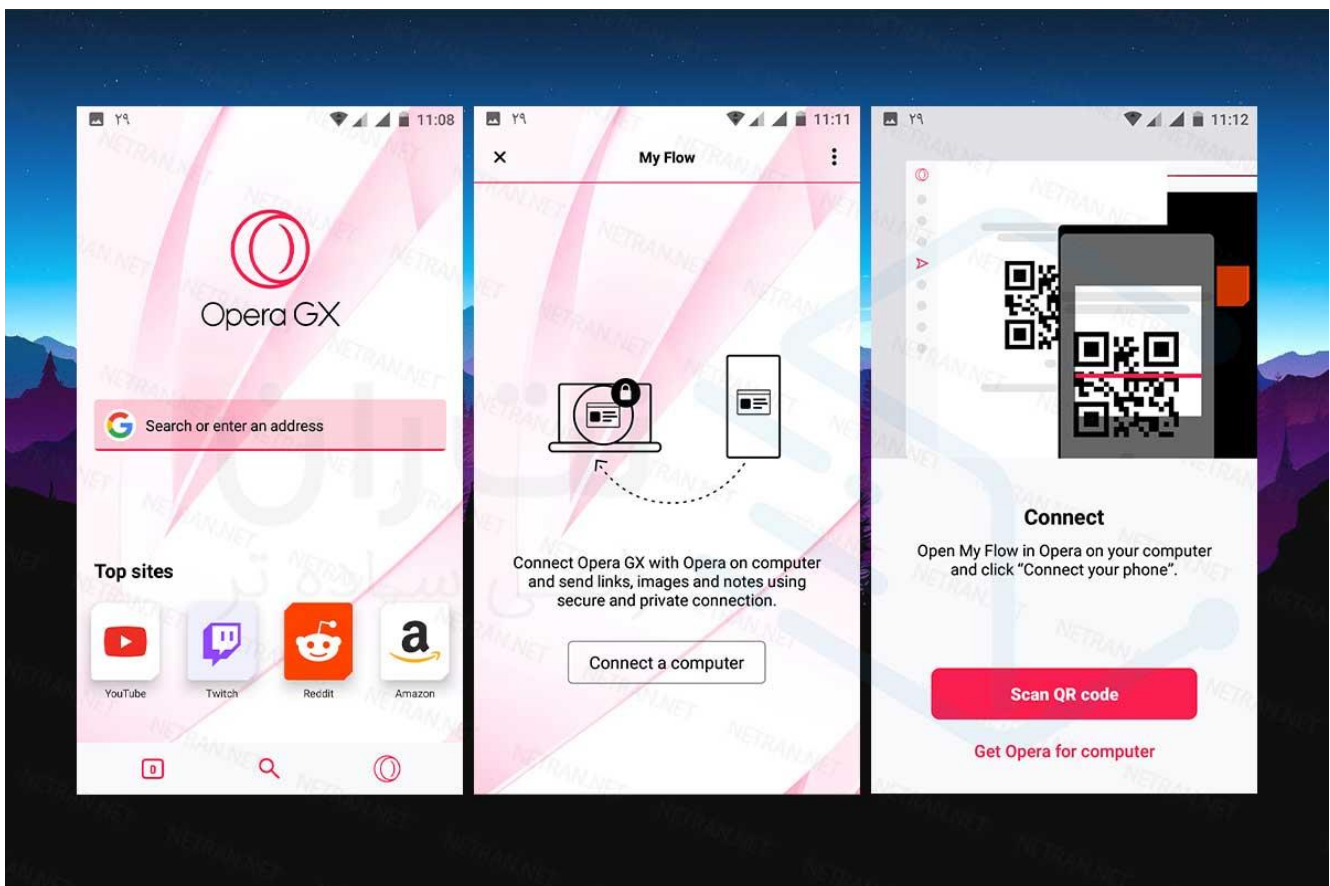 ۲۹
11:08
Opera GX
Search or enter an address
Top sites
YouTube
Twitch
Reddit
Amazon
0
۲۹
11:11
My Flow
Connect Opera GX with Opera on computer
and send links, images and notes using
secure and private connection.
Connect a computer
۲۹
11:12
Connect
Open My Flow in Opera on your computer
and click “Connect your phone”.
Scan QR code
Get Opera for computer
NETRAN.NET